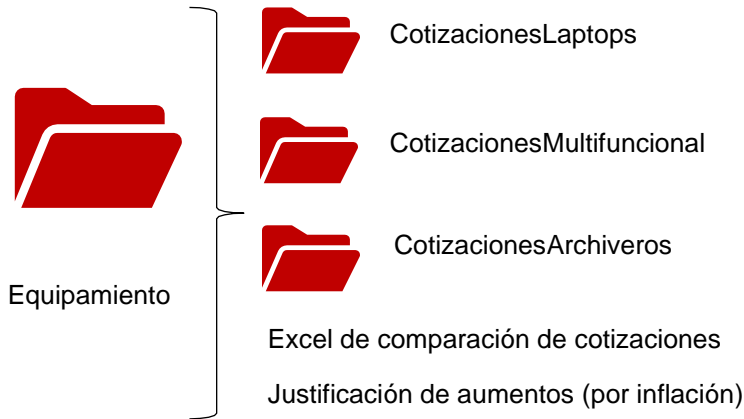 CotizacionesLaptops
CotizacionesMultifuncional
CotizacionesArchiveros
Equipamiento
Excel de comparación de cotizaciones
Justificación de aumentos (por inflación)